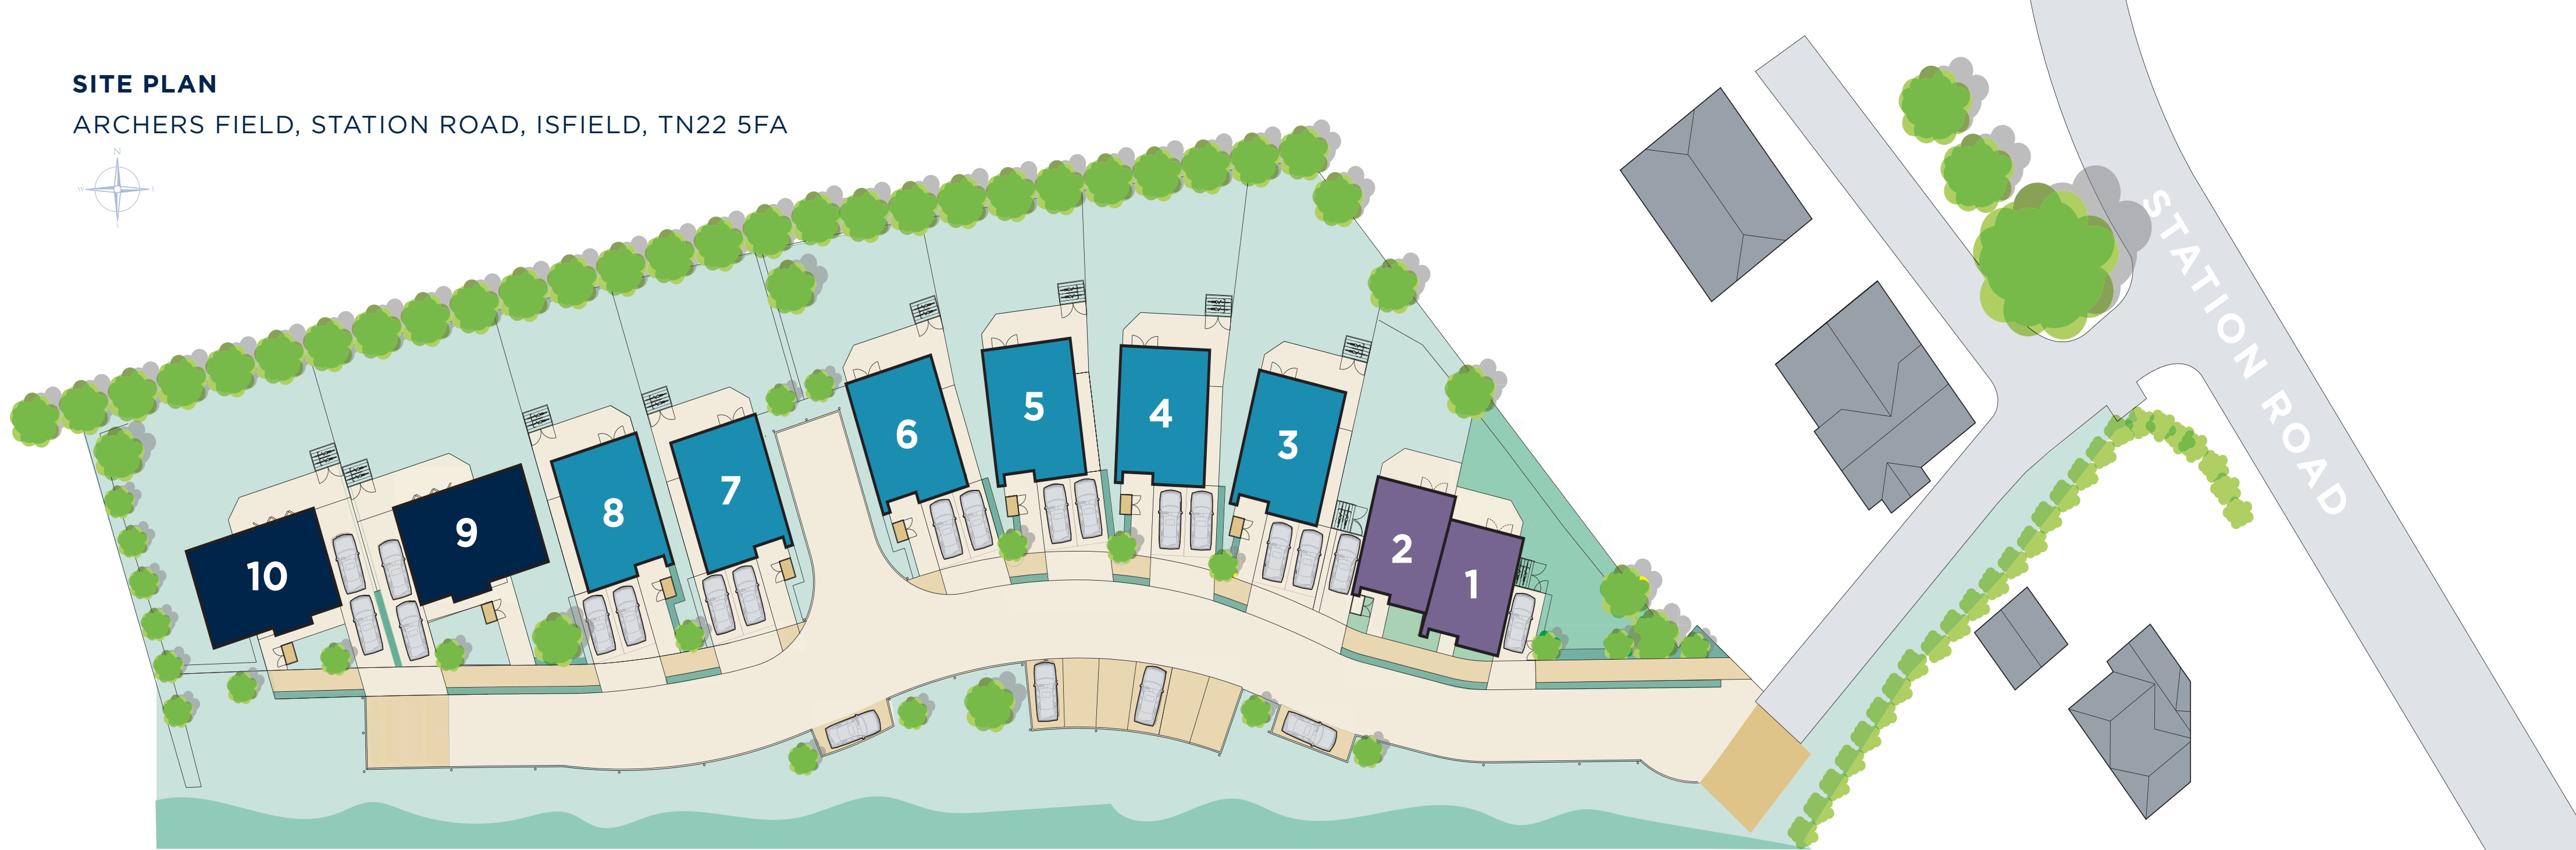 SITE PLAN
ARCHERS FIELD, STATION ROAD, ISFIELD, TN22 5FA
N
W
E
S
STATION ROAD
6
5
4
3
7
8
9
10
2
1